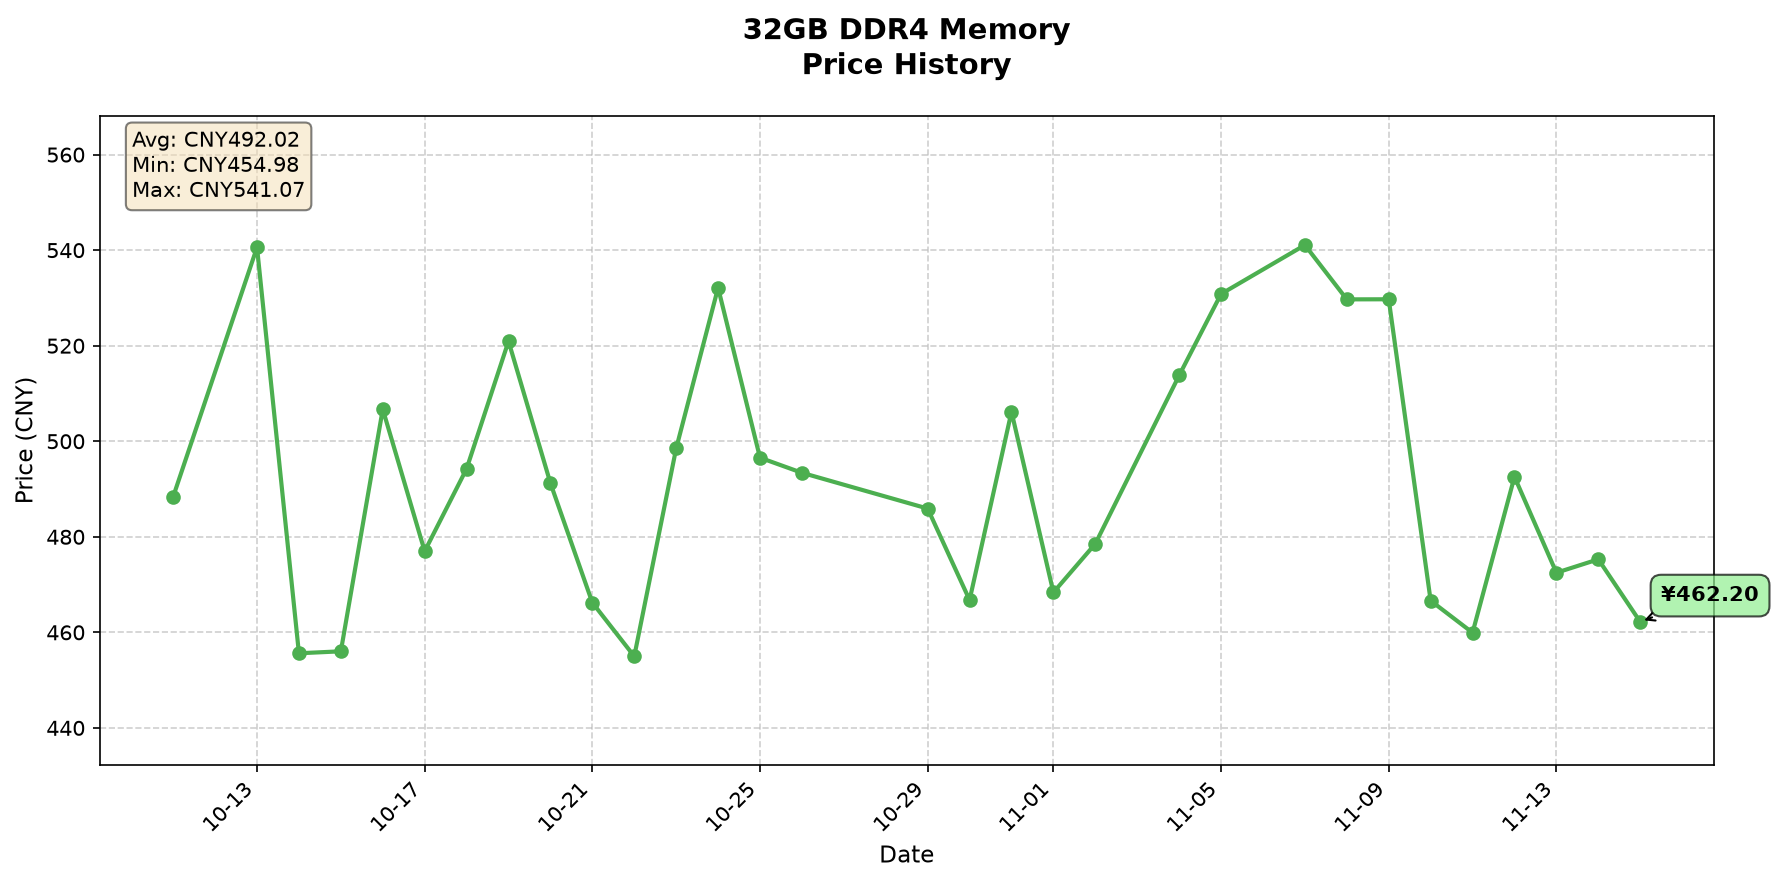 32GB DDR4 Memory
Price History
Avg: CNY492.02
Min: CNY454.98
Max: CNY541.07
Price (CNY)
560
540
520
500
480
460
440
¥462.20
10-13
10-17
10-21
10-25
10-29
11-01
11-05
11-09
11-13
Date